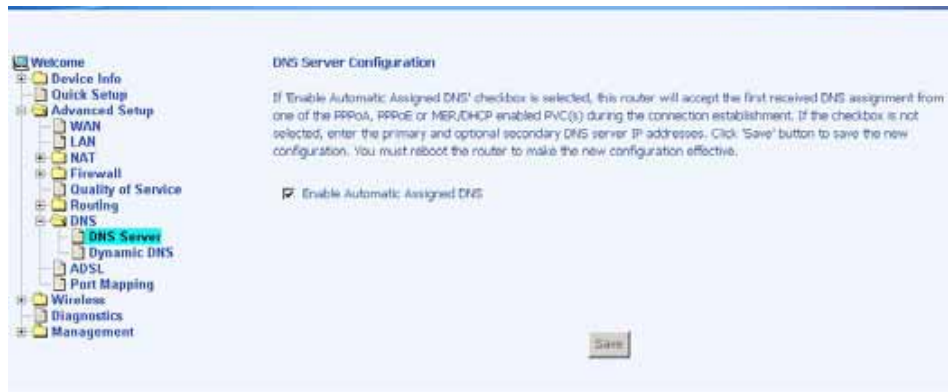 Welcome
Device Info
Quick Setup
Advanced Setup
WAN
LAN
NAT
Firewall
Quality of Service
Routing
DNS
DNS Server
Dynamic DNS
ADSL
Port Mapping
Wireless
Diagnostics
Management
DNS Server Configuration
If 'Enable Automatic Assigned DNS' checkbox is selected, this router will accept the first received DNS assignment from
one of the PPPoA, PPPoE or MER/DHCP enabled PVC(s) during the connection establishment. If the checkbox is not
selected, enter the primary and optional secondary DNS server IP addresses. Click 'Save' button to save the new
configuration. You must reboot the router to make the new configuration effective.
Enable Automatic Assigned DNS
Save